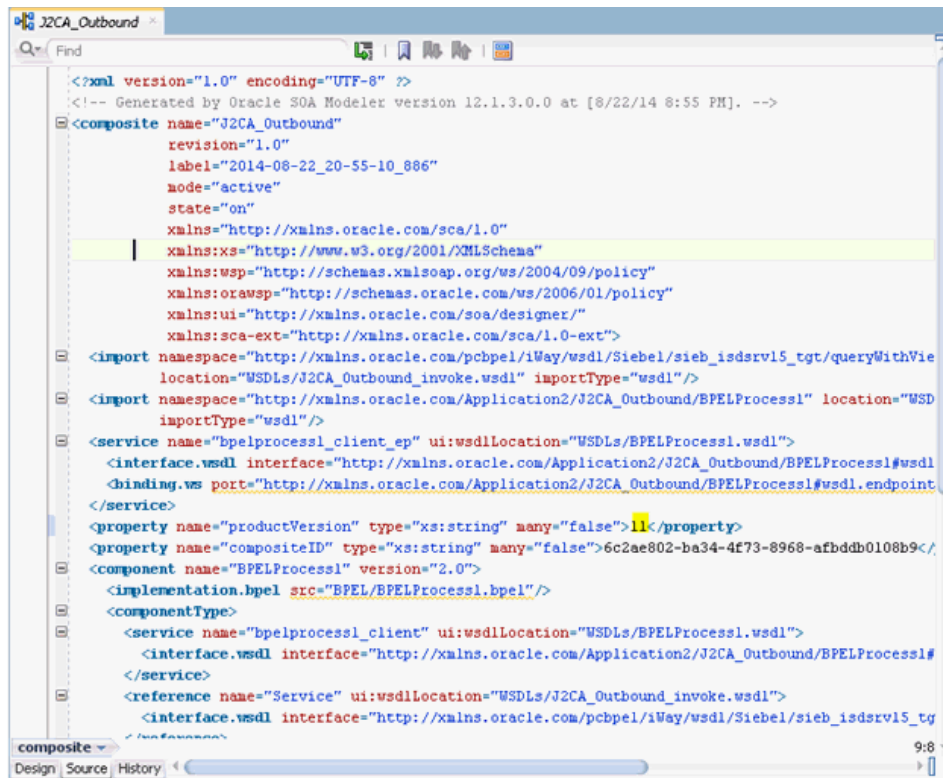 J2CA_Outbound
Find
<?xml version="1.0" encoding="UTF-8" ?>
<!-- Generated by Oracle SOA Modeler version 12.1.3.0.0 at [8/22/14 8:55 PM]. -->
<composite name="J2CA_Outbound"
revision="1.0"
label="2014-08-22_20-55-10_886"
mode="active"
state="on"
xmlns="http://xmlns.oracle.com/sca/1.0"
xmlns:xs="http://www.w3.org/2001/XMLSchema"
xmlns:wsp="http://schemas.xmlsoap.org/ws/2004/09/policy"
xmlns:orawsp="http://schemas.oracle.com/ws/2006/01/policy"
xmlns:ui="http://xmlns.oracle.com/soa/designer/"
xmlns:sca-ext="http://xmlns.oracle.com/sca/1.0-ext">
<import namespace="http://xmlns.oracle.com/pcbpel/iWay/wsdl/Siebel/sieb_isdsrv15_tgt/queryWithVie
location="WSDLs/J2CA_Outbound_invoke.wsdl" importType="wsdl"/>
<import namespace="http://xmlns.oracle.com/Application2/J2CA_Outbound/BPELProcess1" location="WSD
importType="wsdl"/>
<service name="bpelprocess1_client_ep" ui:wsdlLocation="WSDLs/BPELProcess1.wsdl">
<interface.wsdl interface="http://xmlns.oracle.com/Application2/J2CA_Outbound/BPELProcess1#wsdl
<binding.ws port="http://xmlns.oracle.com/Application2/J2CA_Outbound/BPELProcess1#wsdl.endpoint
</service>
<property name="productVersion" type="xs:string" many="false">11</property>
<property name="compositeID" type="xs:string" many="false">6c2ae802-ba34-4f73-8968-afbddb0108b9</
<component name="BPELProcess1" version="2.0">
<implementation.bpel src="BPEL/BPELProcess1.bpel"/>
<componentType>
<service name="bpelprocess1_client" ui:wsdlLocation="WSDLs/BPELProcess1.wsdl">
<interface.wsdl interface="http://xmlns.oracle.com/Application2/J2CA_Outbound/BPELProcess1#
</service>
<reference name="Service" ui:wsdlLocation="WSDLs/J2CA_Outbound_invoke.wsdl">
<interface.wsdl interface="http://xmlns.oracle.com/pcbpel/iWay/wsdl/Siebel/sieb_isdsrv15_tg
</reference>
composite 9:8
Design Source History